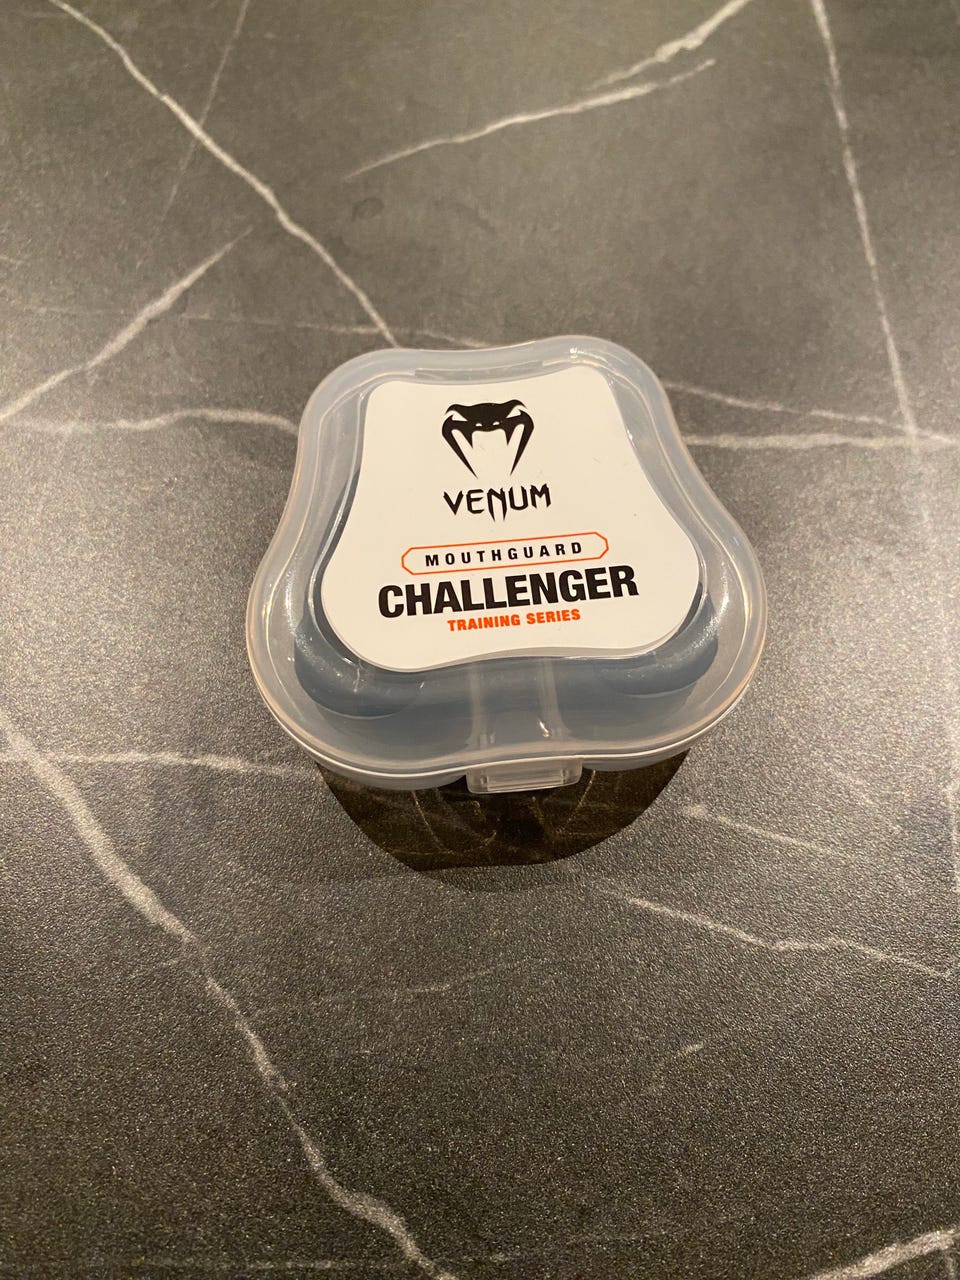 VENUM
MOUTHGUARD
CHALLENGER
TRAINING SERIES